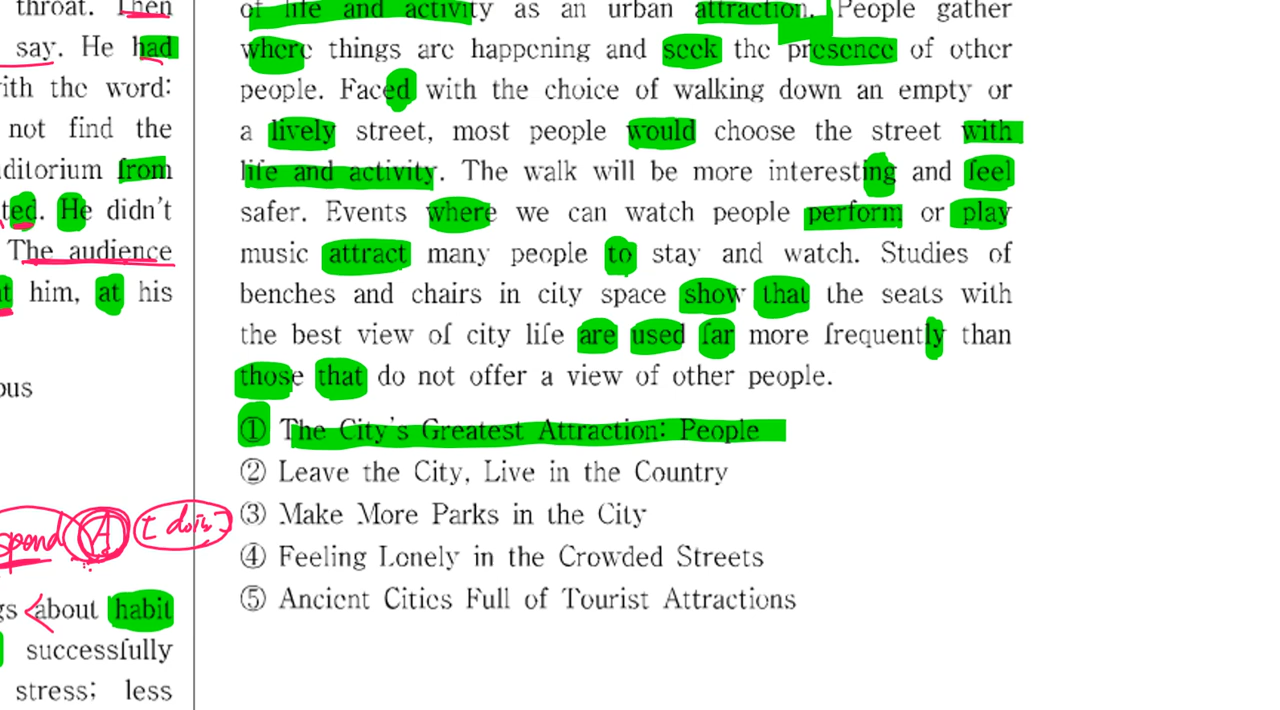 throat. Then
say. He had
with the word:
not find the
auditorium from
ted. He didn't
The audience
at him, at his
ous
spend A [doing]
gs about habit
successfully
stress; less
of life and activity as an urban attraction. People gather
where things are happening and seek the presence of other
people. Faced with the choice of walking down an empty or
a lively street, most people would choose the street with
life and activity. The walk will be more interesting and feel
safer. Events where we can watch people perform or play
music attract many people to stay and watch. Studies of
benches and chairs in city space show that the seats with
the best view of city life are used far more frequently than
those that do not offer a view of other people.
① The City's Greatest Attraction: People
② Leave the City, Live in the Country
③ Make More Parks in the City
④ Feeling Lonely in the Crowded Streets
⑤ Ancient Cities Full of Tourist Attractions